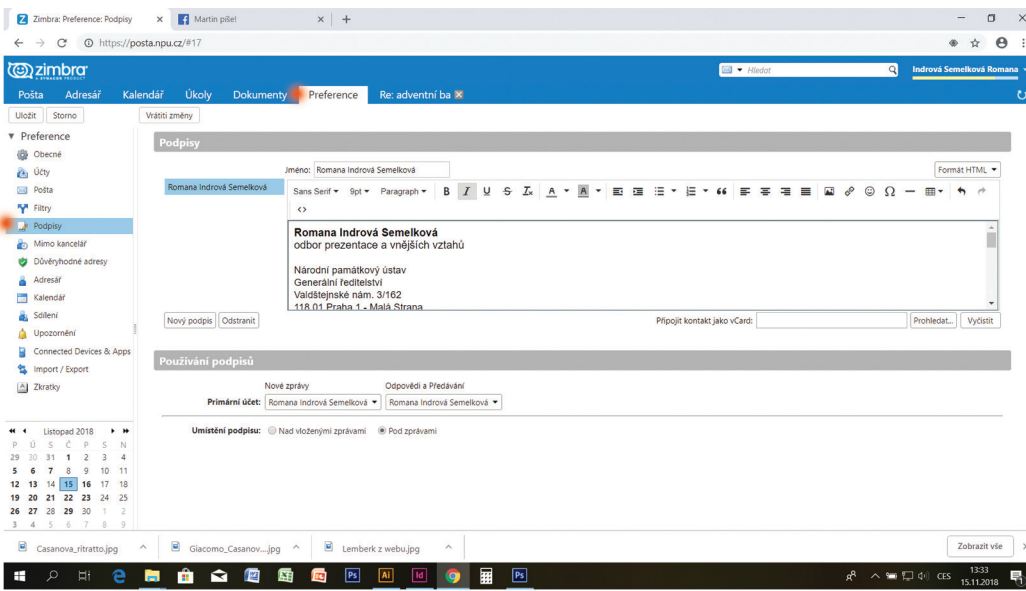 Zimbra: Preference: Podpisy
Martin píše!
https://posta.npu.cz/#17
zimbra
A SYNACOR PRODUCT
Hledat
Indrová Semelková Romana
Pošta Adresář Kalendář Úkoly Dokumenty Preference Re: adventní ba
Uložit Storno Vrátiti změny
Preference
Obecné
Účty
Pošta
Filtry
Podpisy
Mimo kancelář
Důvěryhodné adresy
Adresář
Kalendář
Sdílení
Upozornění
Connected Devices & Apps
Import / Export
Zkratky
Podpisy
Jméno: Romana Indrová Semelková
Formát HTML
Romana Indrová Semelková
Sans Serif 9pt Paragraph B I U S Tx A A
Romana Indrová Semelková
odbor prezentace a vnějších vztahů
Národní památkový ústav
Generální ředitelství
Valdštejnské nám. 3/162
118 01 Praha 1 - Malá Strana
Nový podpis Odstranit
Připojit kontakt jako vCard: Prohledat... Vyčistit
Používání podpisů
Nové zprávy Odpovědi a Předávání
Primární účet: Romana Indrová Semelková Romana Indrová Semelková
Umístění podpisu: Nad vloženými zprávami Pod zprávami
Listopad 2018
P Ú S Č P S N
29 30 31 1 2 3 4
5 6 7 8 9 10 11
12 13 14 15 16 17 18
19 20 21 22 23 24 25
26 27 28 29 30 1 2
3 4 5 6 7 8 9
Casanova_ritratto.jpg Giacomo_Casanov....jpg Lemberk z webu.jpg Zobrazit vše
Ps Ai Id Ps
CES
13:33
15.11.2018